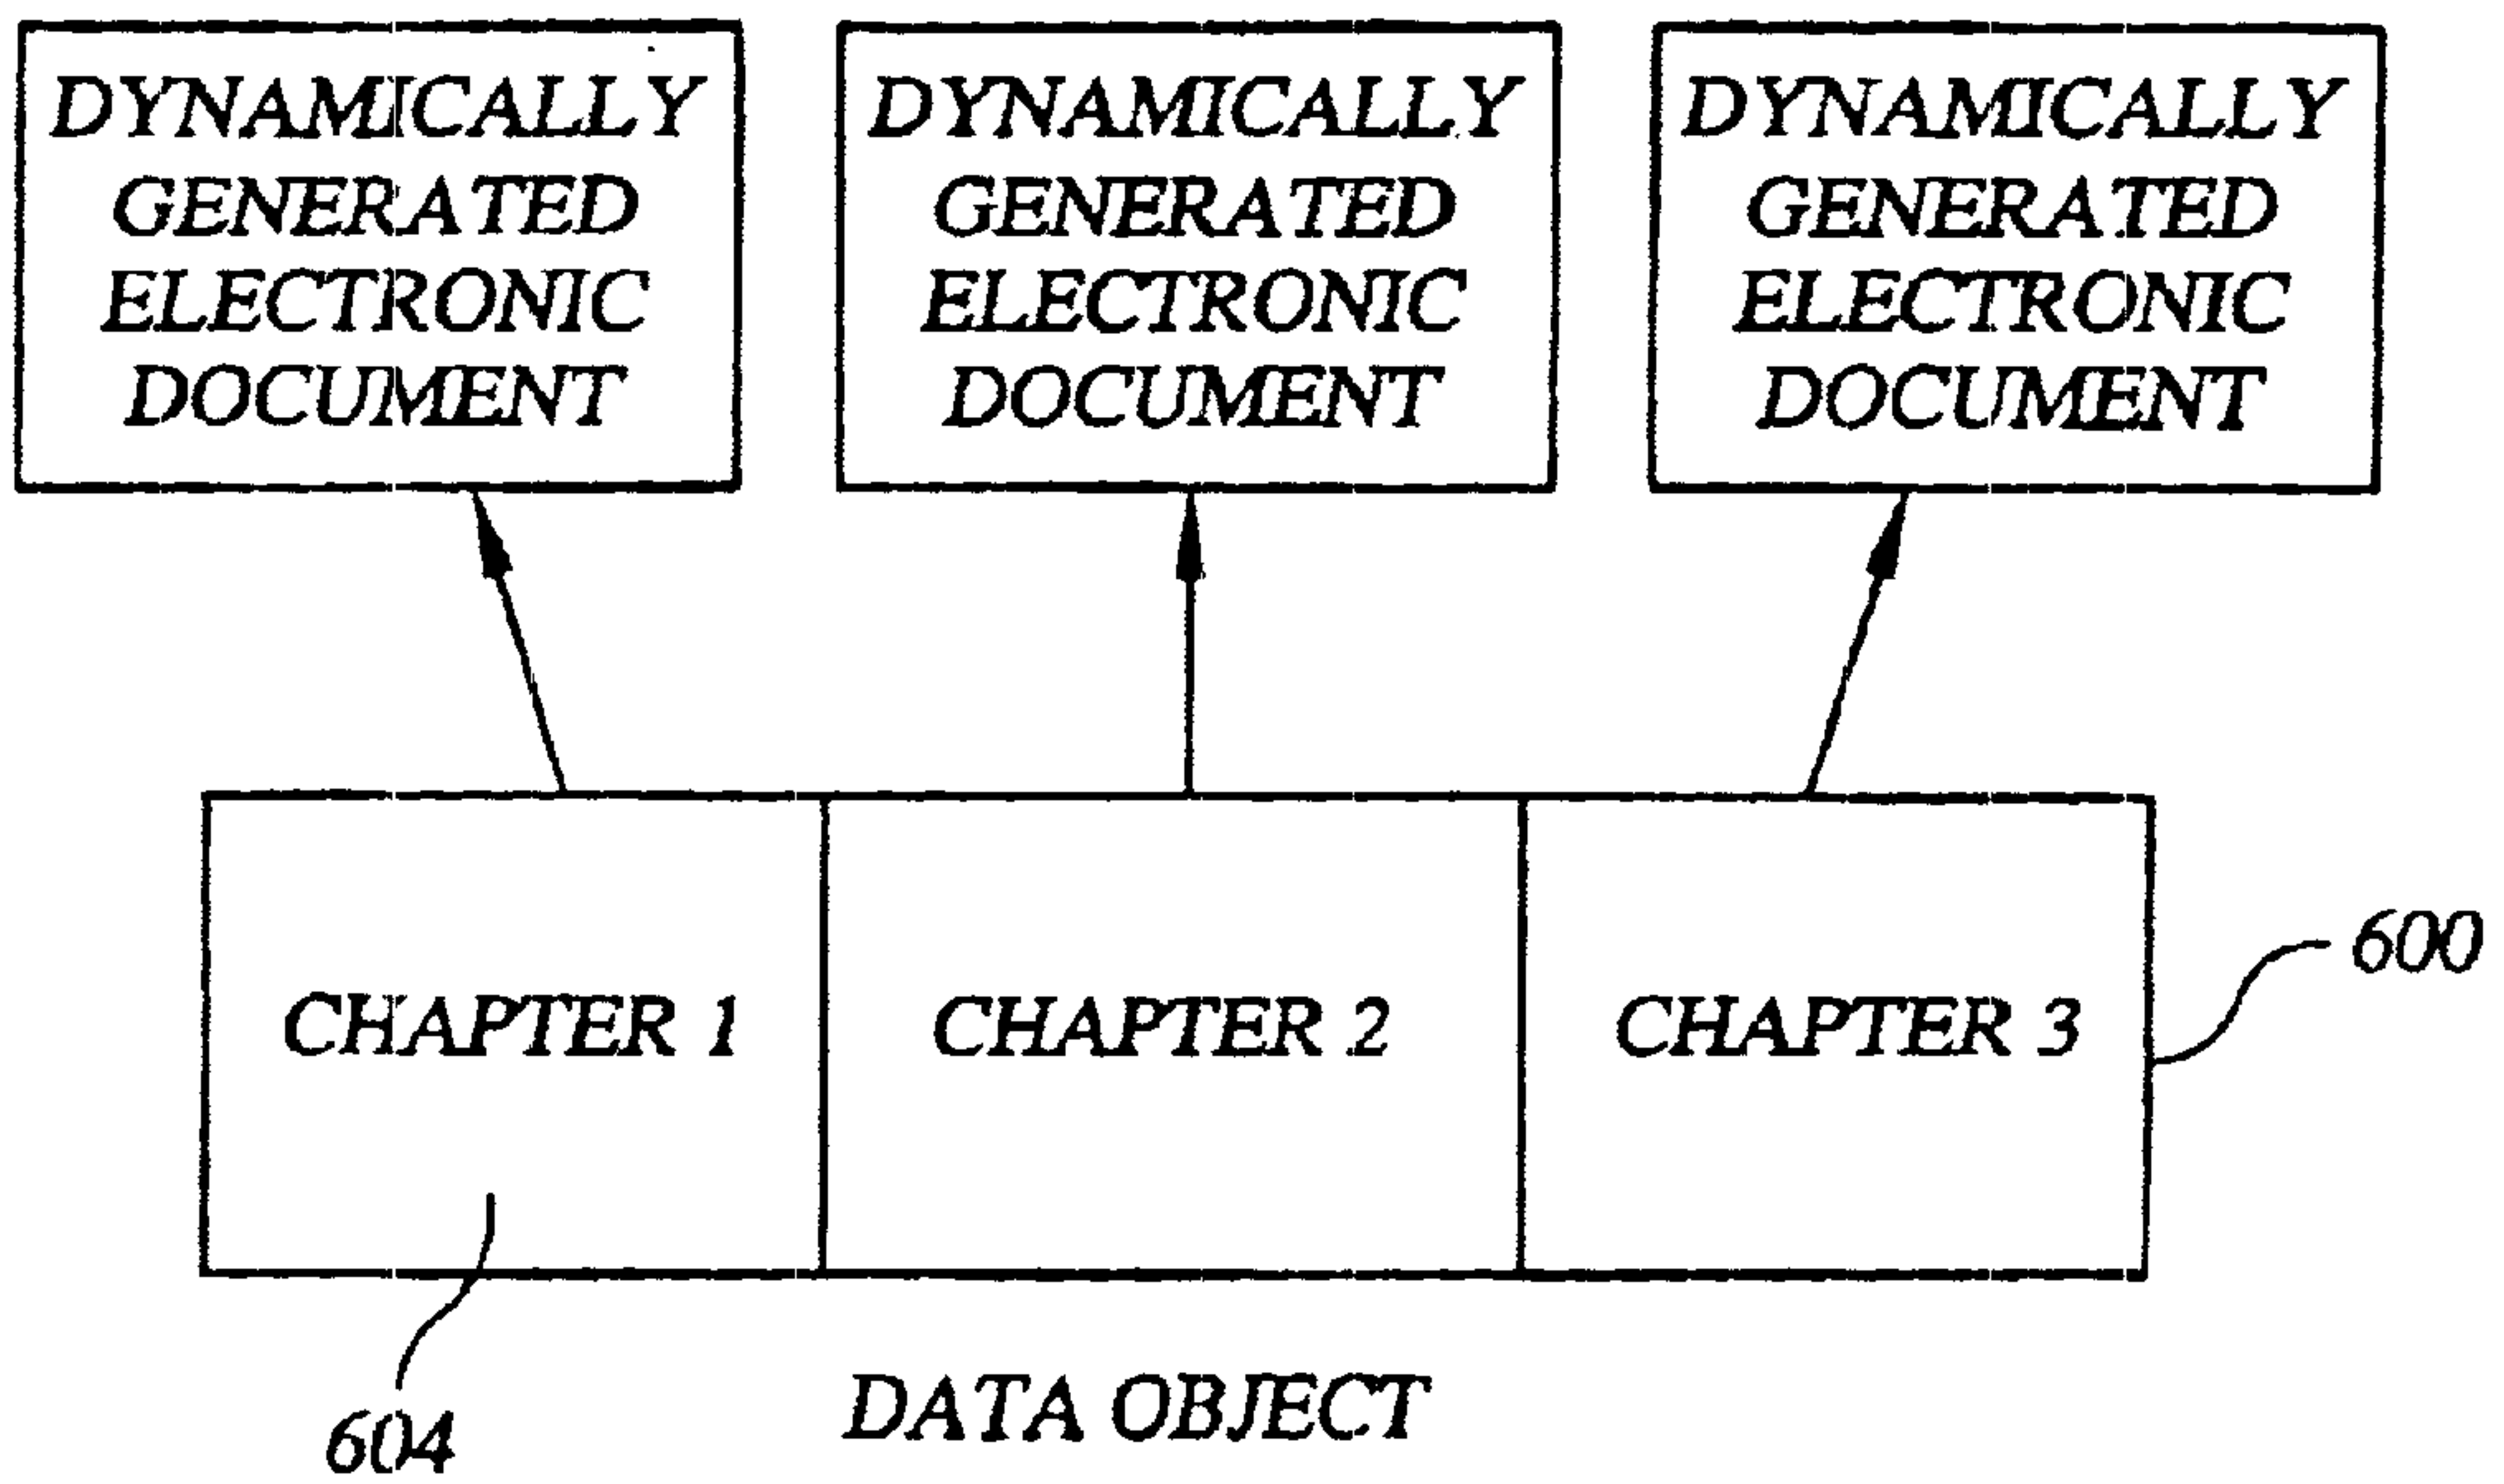 DYNAMICALLY
GENERATED
ELECTRONIC
DOCUMENT
DYNAMICALLY
GENERATED
ELECTRONIC
DOCUMENT
DYNAMICALLY
GENERATED
ELECTRONIC
DOCUMENT
CHAPTER 1
CHAPTER 2
CHAPTER 3
600
604
DATA OBJECT